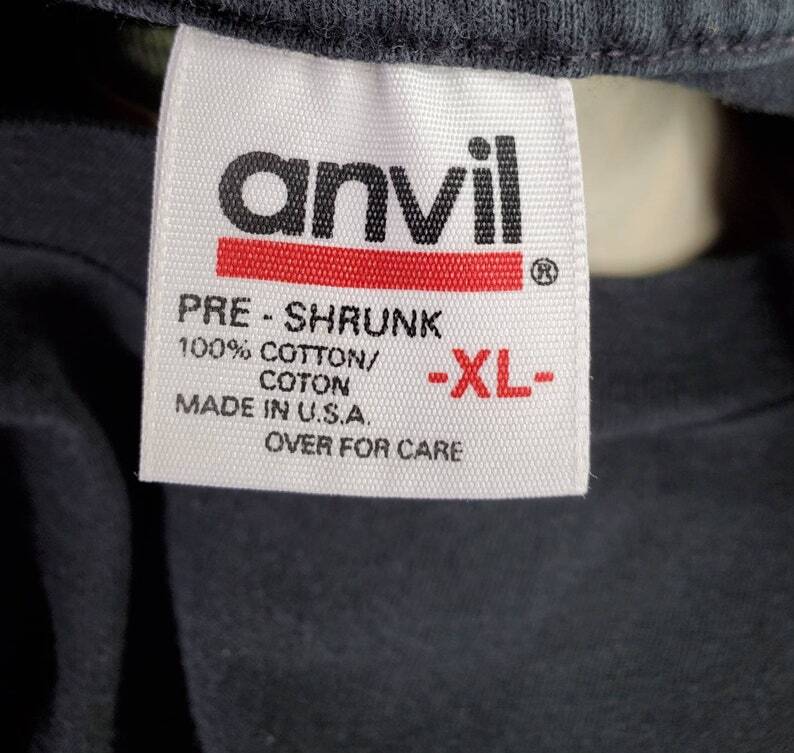 anvil®
PRE - SHRUNK
100% COTTON/
COTON
-XL-
MADE IN U.S.A.
OVER FOR CARE